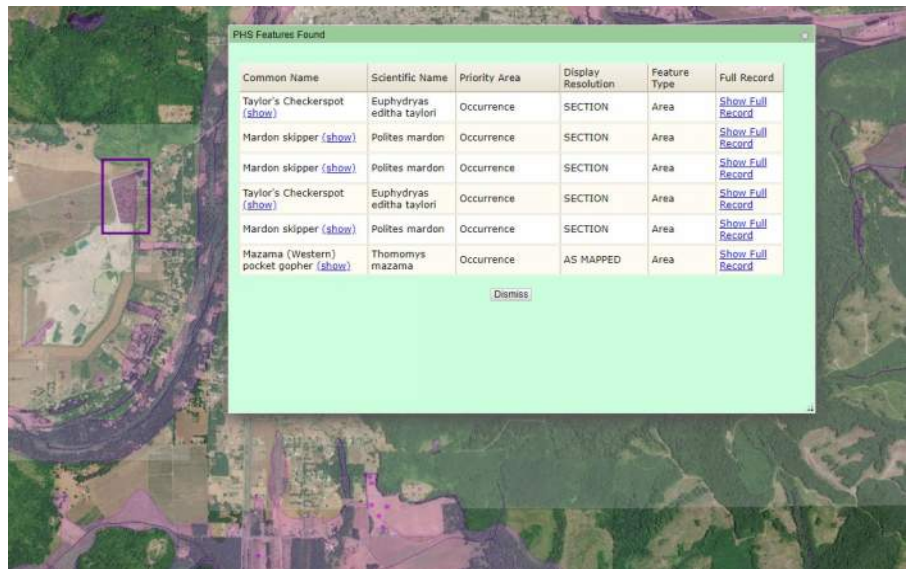 PHS Features Found
Common Name Scientific Name Priority Area Display Resolution Feature Type Full Record
Taylor's Checkerspot (show) Euphydryas editha taylori Occurrence SECTION Area Show Full Record
Mardon skipper (show) Polites mardon Occurrence SECTION Area Show Full Record
Mardon skipper (show) Polites mardon Occurrence SECTION Area Show Full Record
Taylor's Checkerspot (show) Euphydryas editha taylori Occurrence SECTION Area Show Full Record
Mardon skipper (show) Polites mardon Occurrence SECTION Area Show Full Record
Mazama (Western) pocket gopher (show) Thomomys mazama Occurrence AS MAPPED Area Show Full Record
Dismiss